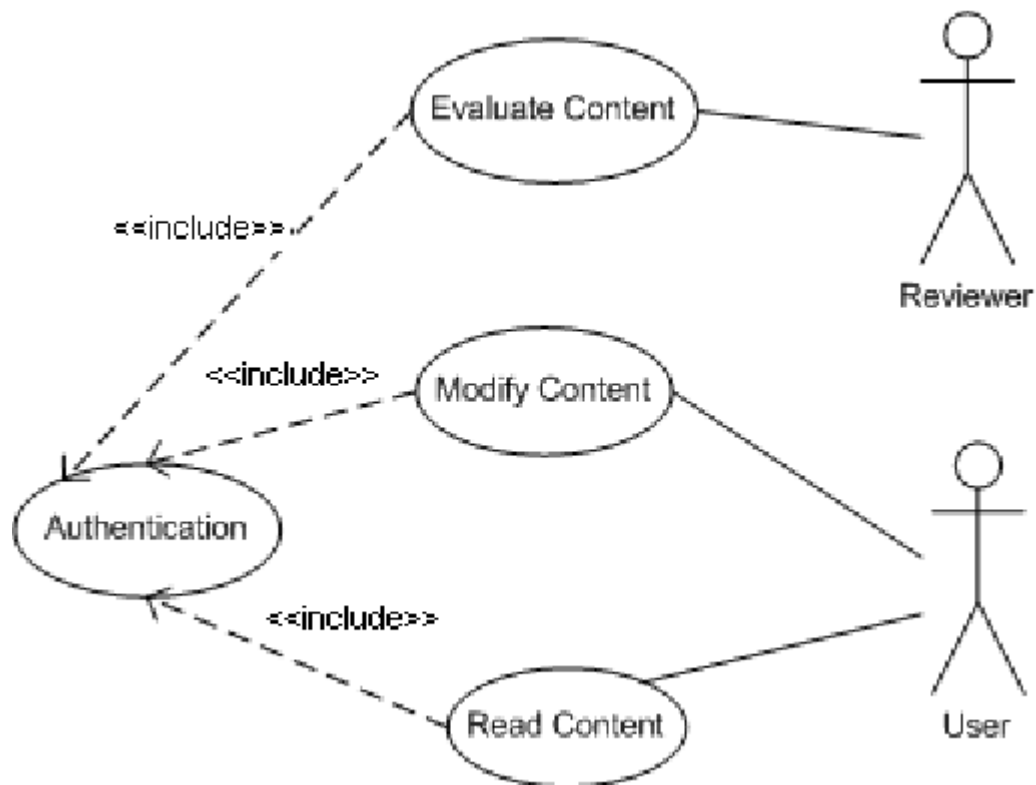 Evaluate Content
<<include>>
Reviewer
<<include>>
Modify Content
Authentication
<<include>>
Read Content
User